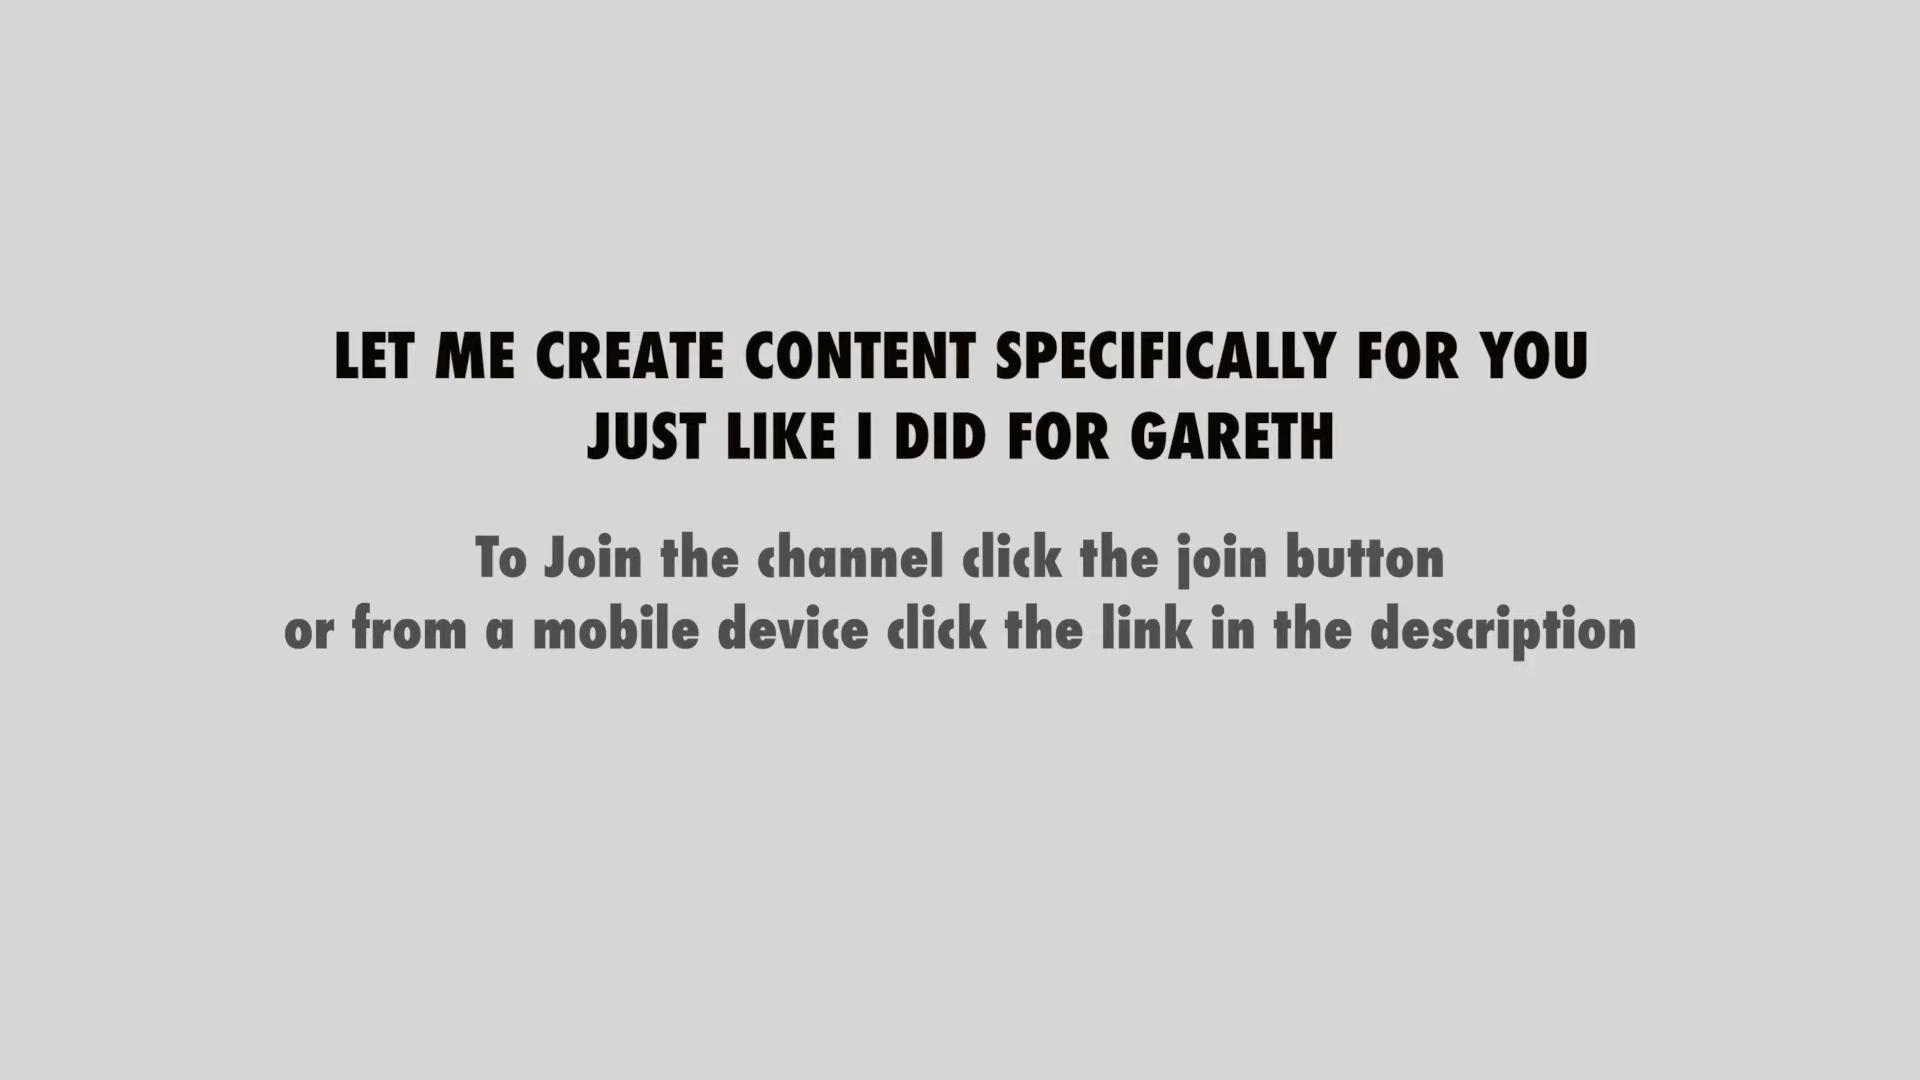 LET ME CREATE CONTENT SPECIFICALLY FOR YOU
JUST LIKE I DID FOR GARETH
To Join the channel click the join button
or from a mobile device click the link in the description